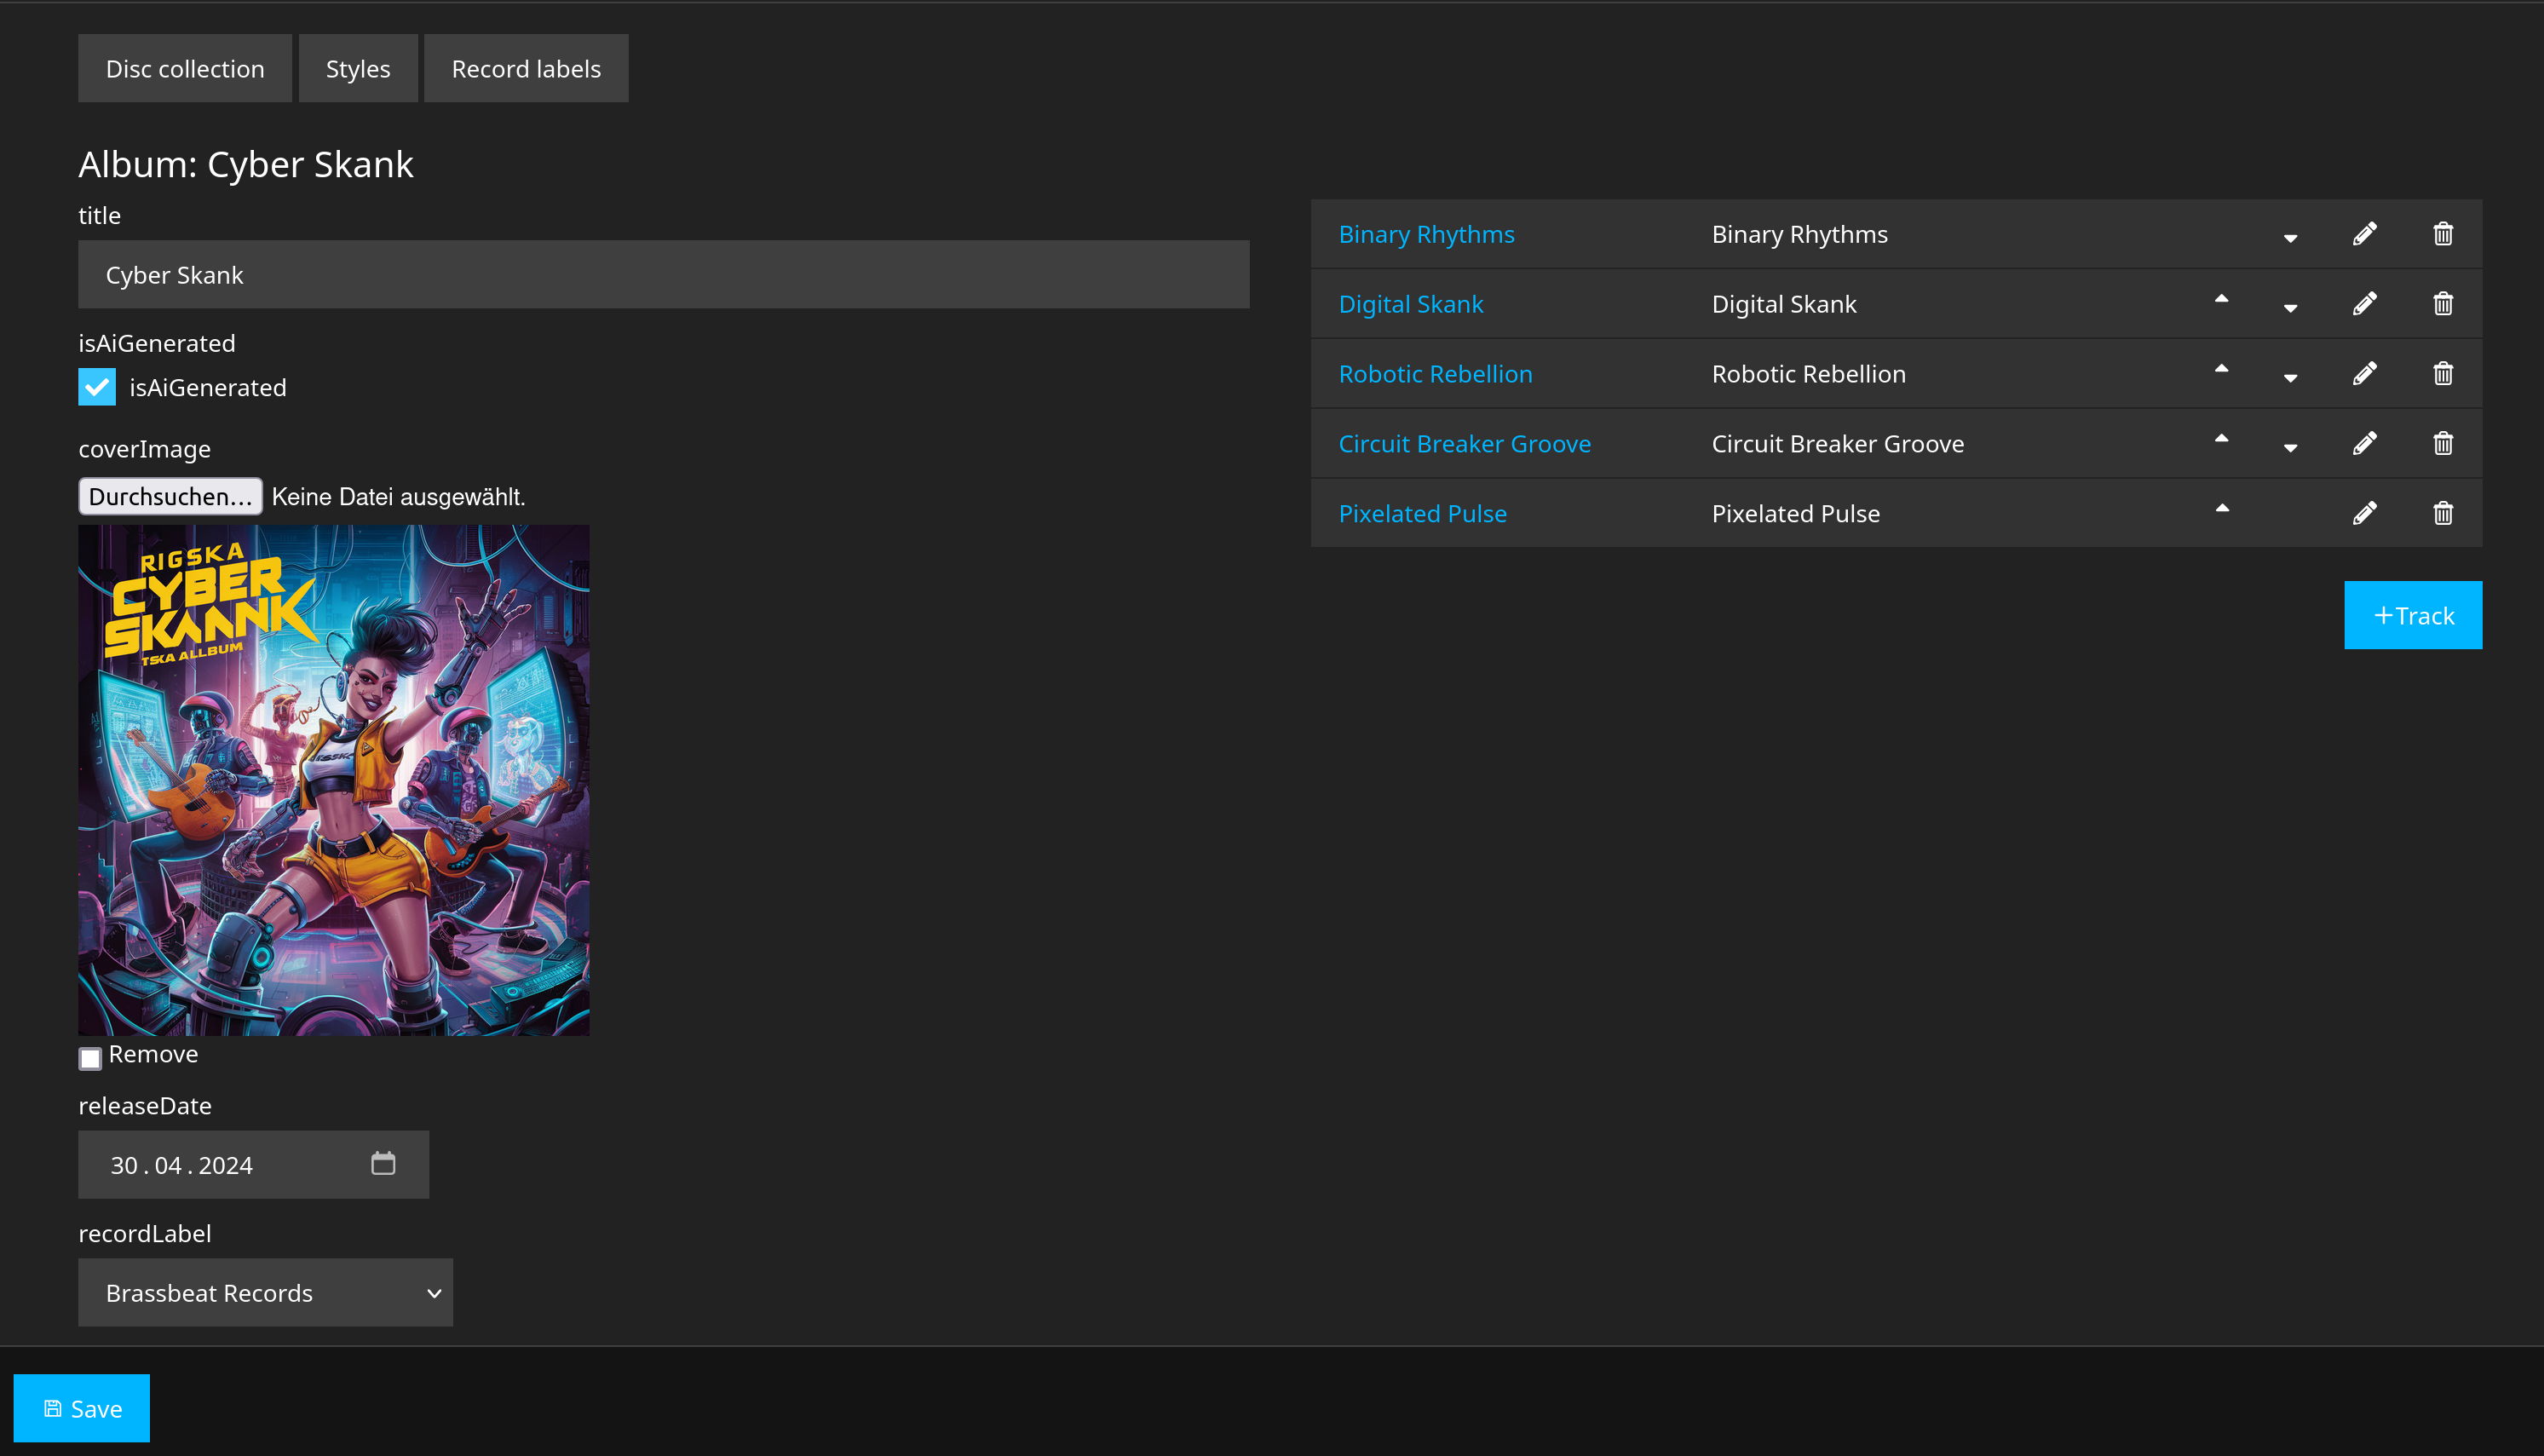 Disc collection Styles Record labels
Album: Cyber Skank
title
Cyber Skank
isAiGenerated
isAiGenerated
coverImage
Durchsuchen... Keine Datei ausgewählt.
RIGSKA
CYBER
SKANK
TSKA ALLBUM
Remove
releaseDate
30.04.2024
recordLabel
Brassbeat Records
Binary Rhythms Binary Rhythms
Digital Skank Digital Skank
Robotic Rebellion Robotic Rebellion
Circuit Breaker Groove Circuit Breaker Groove
Pixelated Pulse Pixelated Pulse
+Track
Save